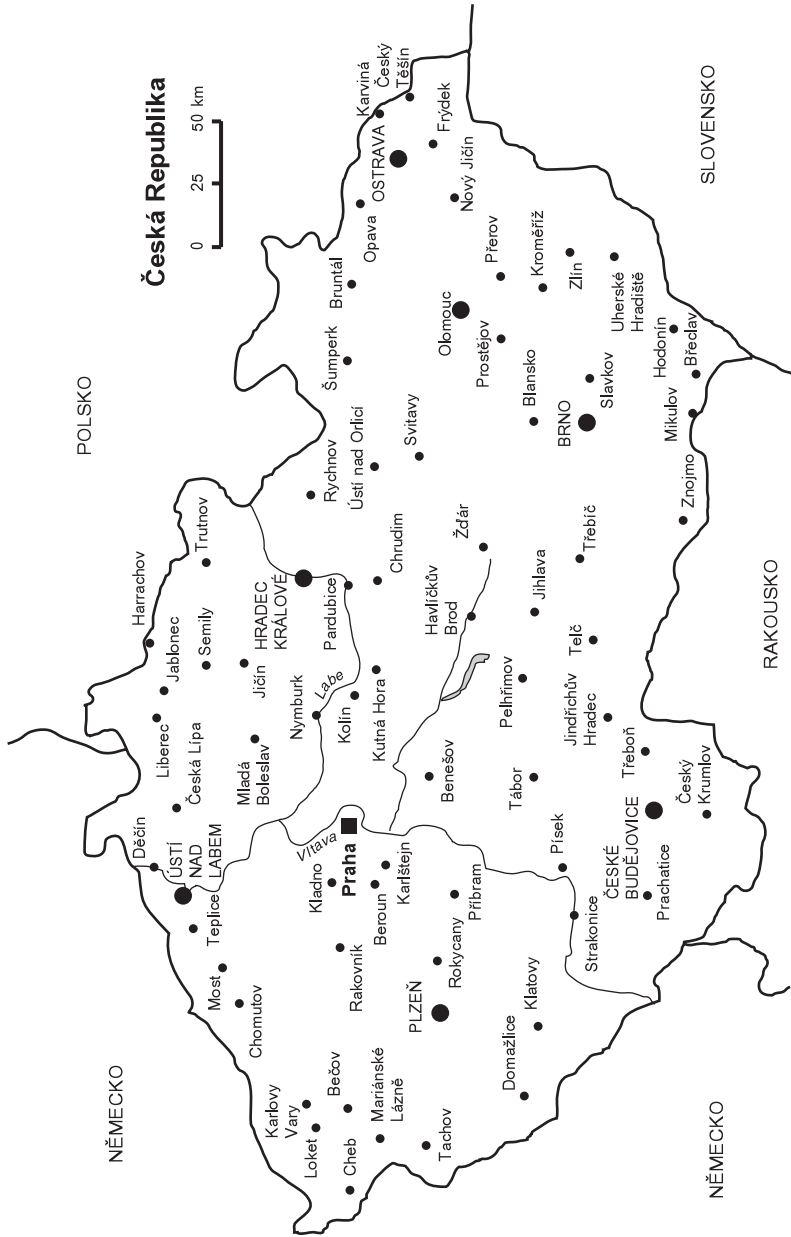 Česká Republika
0 25 50 km
POLSKO
NĚMECKO
NĚMECKO
RAKOUSKO
SLOVENSKO
Děčín
ÚSTÍ
NAD
LABEM
Teplice
Most
Chomutov
Liberec
Jablonec
Harrachov
Česká Lípa
Semily
Trutnov
Jičín
Mladá
Boleslav
Karlovy
Vary
Loket
Cheb
Bečov
Mariánské
Lázně
Tachov
Rakovník
Kladno
Vltava
Praha
Beroun
Karlštejn
Nymburk
Labe
Kolín
Kutná Hora
HRADEC
KRÁLOVÉ
Pardubice
Chrudim
Rychnov
Ústí nad Orlicí
Svitavy
Šumperk
Bruntál
Opava
OSTRAVA
Karviná
Český
Těšín
Frýdek
Nový Jičín
PLZEŇ
Rokycany
Příbram
Benešov
Havlíčkův
Brod
Žďár
Olomouc
Prostějov
Přerov
Kroměříž
Zlín
Uherské
Hradiště
Domažlice
Klatovy
Strakonice
Písek
Tábor
Pelhřimov
Jihlava
Třebíč
Telč
Jindřichův
Hradec
Třeboň
ČESKÉ
BUDĚJOVICE
Prachatice
Český
Krumlov
Blansko
BRNO
Slavkov
Znojmo
Mikulov
Břeclav
Hodonín